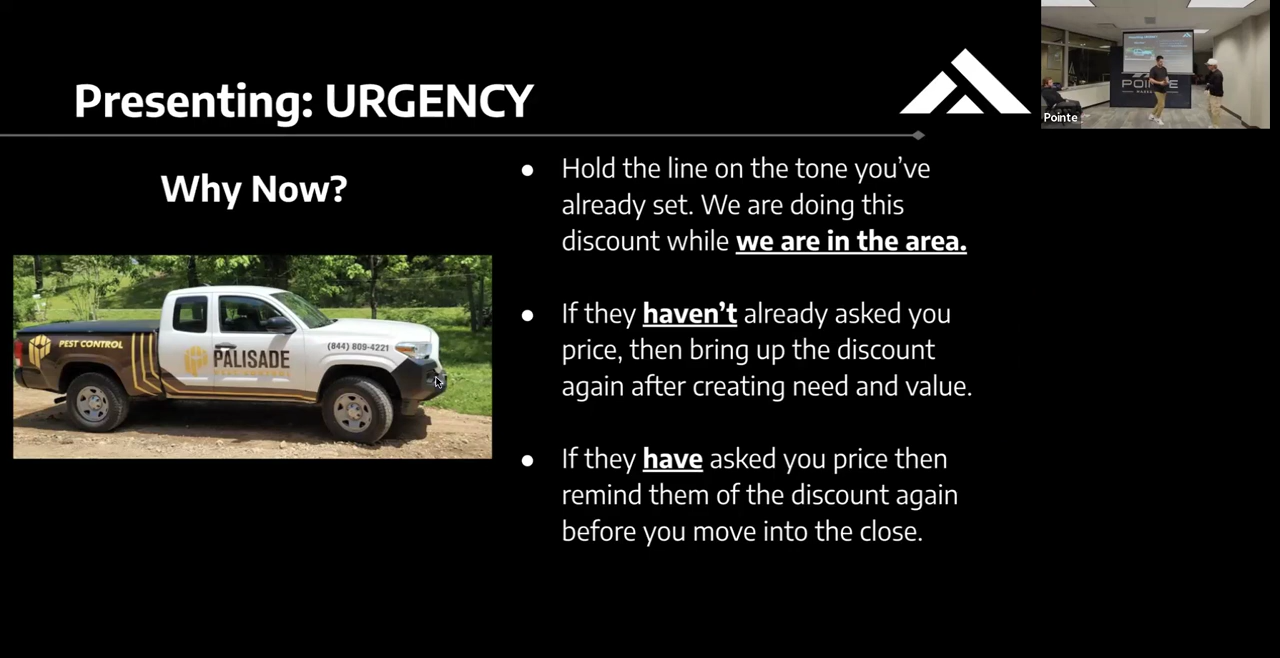 Presenting: URGENCY
Why Now?
● Hold the line on the tone you’ve
already set. We are doing this
discount while we are in the area.
● If they haven’t already asked you
price, then bring up the discount
again after creating need and value.
● If they have asked you price then
remind them of the discount again
before you move into the close.
PEST CONTROL
PALISADE
PEST CONTROL
(844) 809-4221
POINTE
Pointe